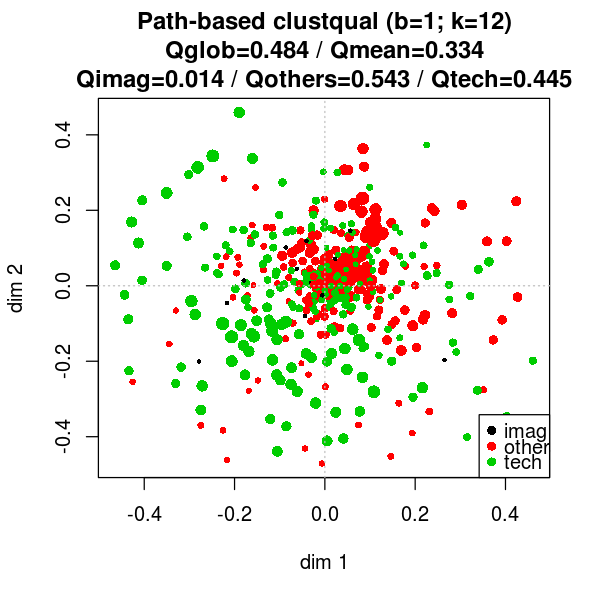 Path-based clustqual (b=1; k=12)
Qglob=0.484 / Qmean=0.334
Qimag=0.014 / Qothers=0.543 / Qtech=0.445
0.4
0.2
0.0
-0.2
-0.4
dim 2
imag
other
tech
-0.4 -0.2 0.0 0.2 0.4
dim 1